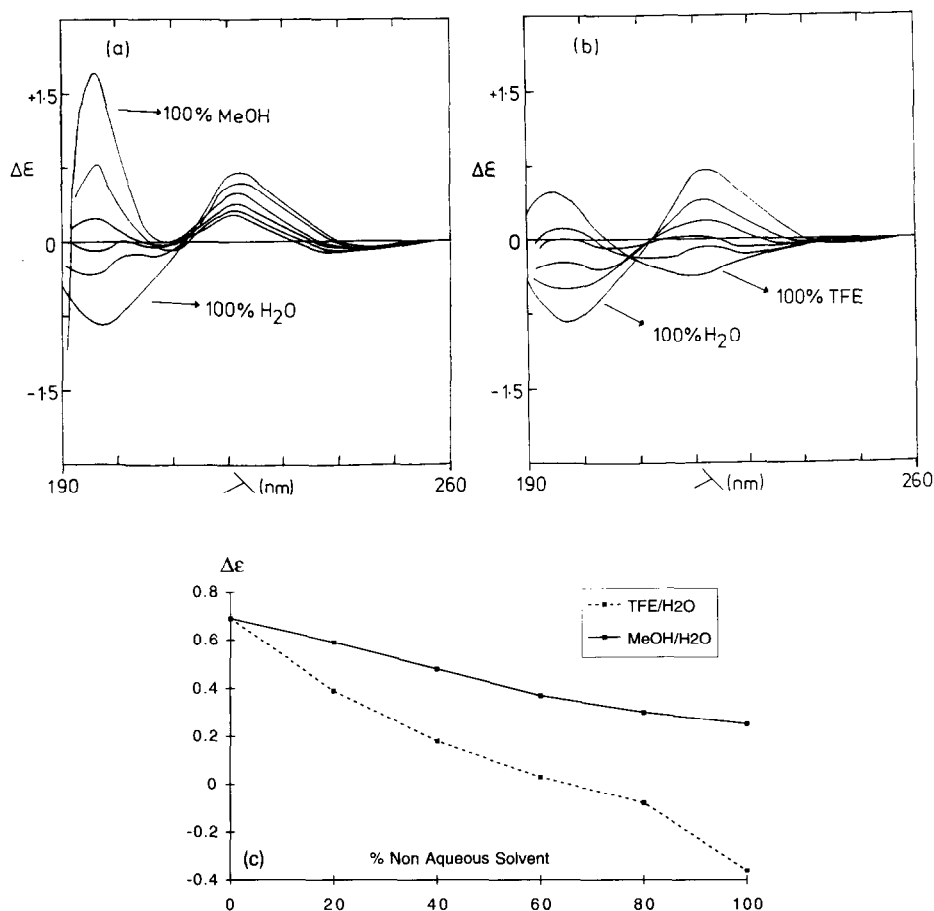 (a)
+1.5
Δε
0
−1.5
100% MeOH
100% H2O
190
λ(nm)
260
(b)
+1.5
Δε
0
−1.5
100% TFE
100% H2O
190
λ(nm)
260
Δε
0.8
0.6
0.4
0.2
0
-0.2
-0.4
TFE/H2O
MeOH/H2O
(c)
% Non Aqueous Solvent
0 20 40 60 80 100